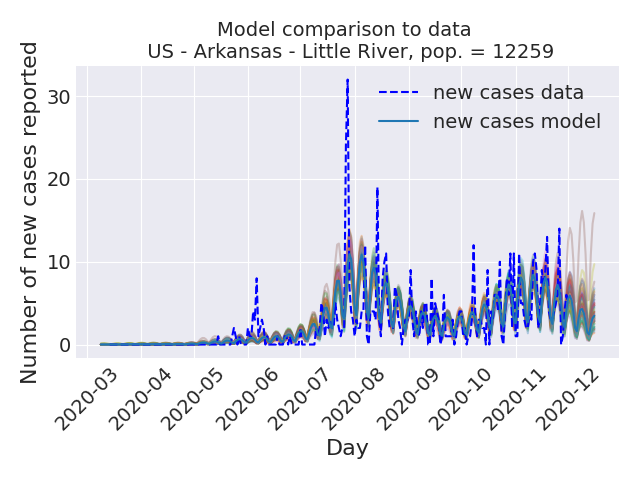 Model comparison to data
US - Arkansas - Little River, pop. = 12259
Number of new cases reported
30
20
10
0
new cases data
new cases model
2020-03
2020-04
2020-05
2020-06
2020-07
2020-08
2020-09
2020-10
2020-11
2020-12
Day